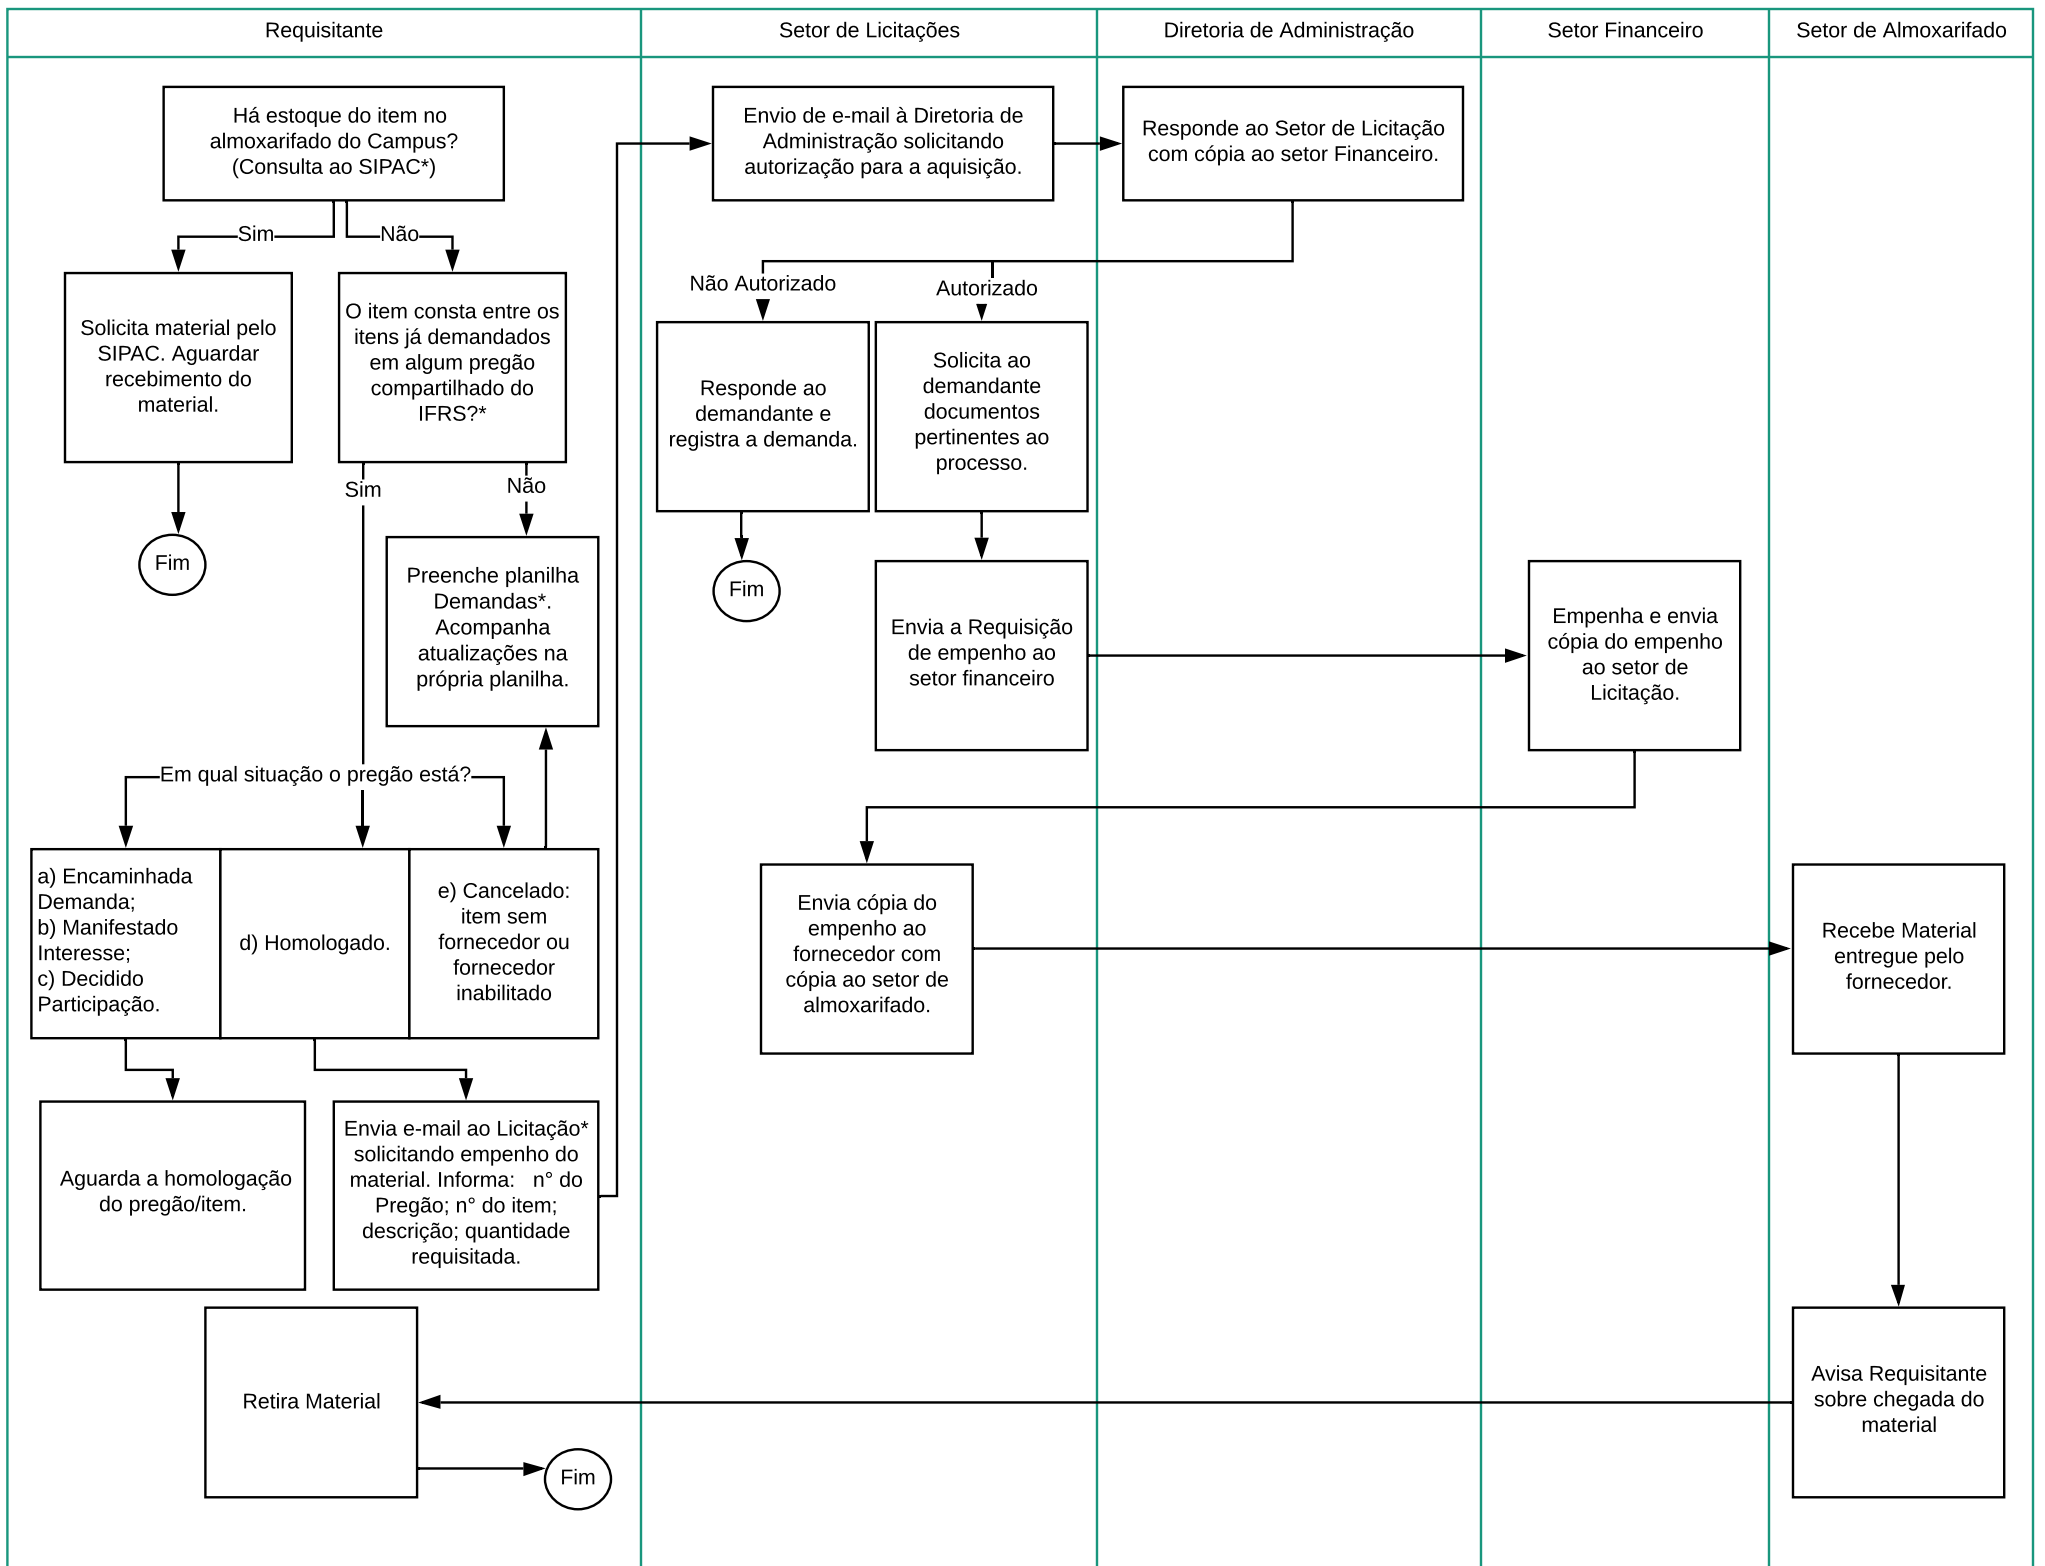 Requisitante
Setor de Licitações
Diretoria de Administração
Setor Financeiro
Setor de Almoxarifado
Há estoque do item no
almoxarifado do Campus?
(Consulta ao SIPAC*)
Sim
Não
Solicita material pelo
SIPAC. Aguardar
recebimento do
material.
Fim
O item consta entre os
itens já demandados
em algum pregão
compartilhado do
IFRS?*
Sim
Não
Preenche planilha
Demandas*.
Acompanha
atualizações na
própria planilha.
Em qual situação o pregão está?
a) Encaminhada
Demanda;
b) Manifestado
Interesse;
c) Decidido
Participação.
d) Homologado.
e) Cancelado:
item sem
fornecedor ou
fornecedor
inabilitado
Aguarda a homologação
do pregão/item.
Envia e-mail ao Licitação*
solicitando empenho do
material. Informa:   n° do
Pregão; n° do item;
descrição; quantidade
requisitada.
Envio de e-mail à Diretoria de
Administração solicitando
autorização para a aquisição.
Responde ao Setor de Licitação
com cópia ao setor Financeiro.
Não Autorizado
Autorizado
Responde ao
demandante e
registra a demanda.
Fim
Solicita ao
demandante
documentos
pertinentes ao
processo.
Envia a Requisição
de empenho ao
setor financeiro
Empenha e envia
cópia do empenho
ao setor de
Licitação.
Envia cópia do
empenho ao
fornecedor com
cópia ao setor de
almoxarifado.
Recebe Material
entregue pelo
fornecedor.
Avisa Requisitante
sobre chegada do
material
Retira Material
Fim